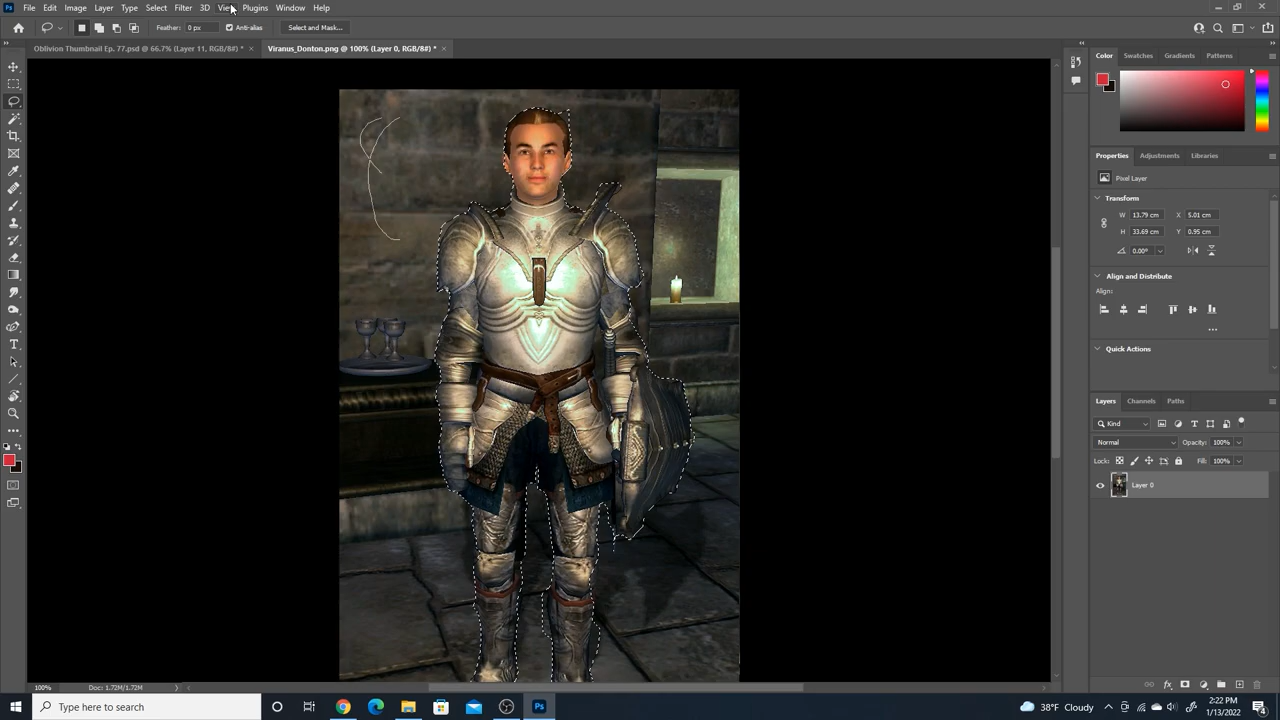 Ps File Edit Image Layer Type Select Filter 3D View Plugins Window Help
Feather: 0 px Anti-alias Select and Mask...
Oblivion Thumbnail Ep. 77.psd @ 66.7% (Layer 11, RGB/8#) * × Viranus_Donton.png @ 100% (Layer 0, RGB/8#) * ×
Color Swatches Gradients Patterns
Properties Adjustments Libraries
Pixel Layer
Transform
W 13.79 cm X 5.01 cm
H 33.69 cm Y 0.95 cm
0.00°
Align and Distribute
Align:
...
Quick Actions
Layers Channels Paths
Kind
Normal Opacity: 100%
Lock: Fill: 100%
Layer 0
100% Doc: 1.72M/1.72M
Type here to search
Ps
38°F Cloudy
2:22 PM
1/13/2022